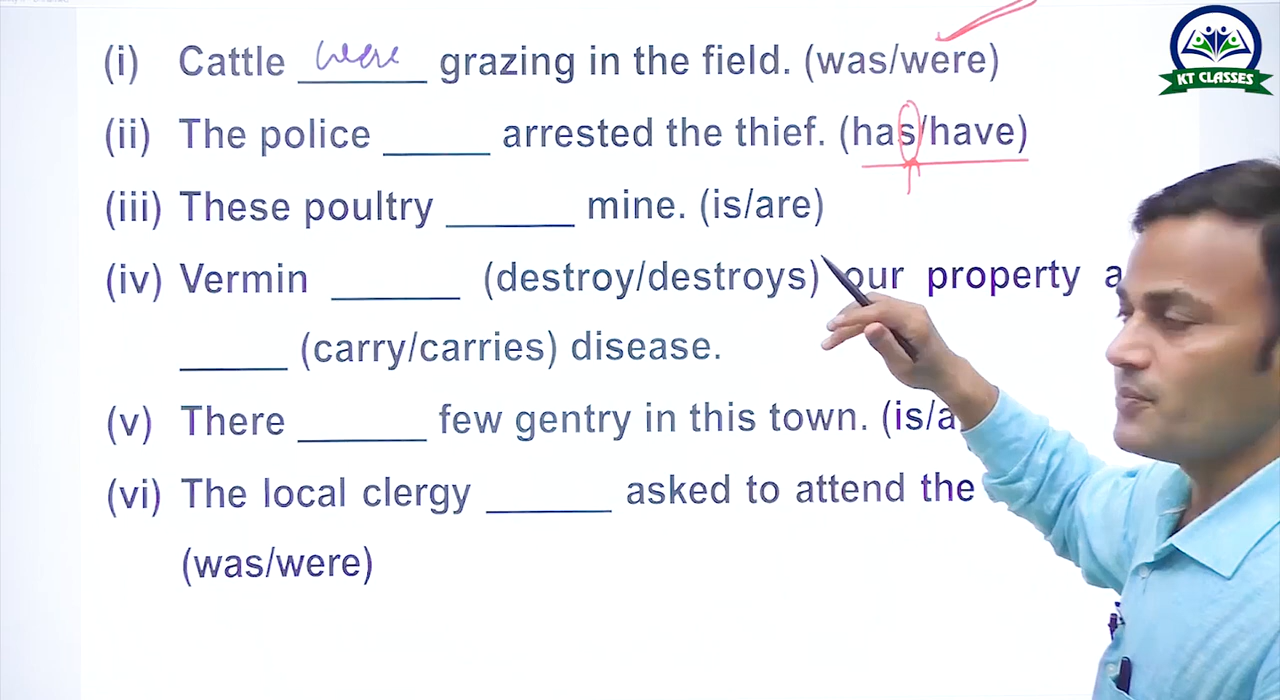 (i) Cattle were grazing in the field. (was/were)
KT CLASSES
(ii) The police _____ arrested the thief. (has/have)
(iii) These poultry ______ mine. (is/are)
(iv) Vermin ______ (destroy/destroys) our property
_____ (carry/carries) disease.
(v) There ______ few gentry in this town. (is/a
(vi) The local clergy ______ asked to attend the
(was/were)